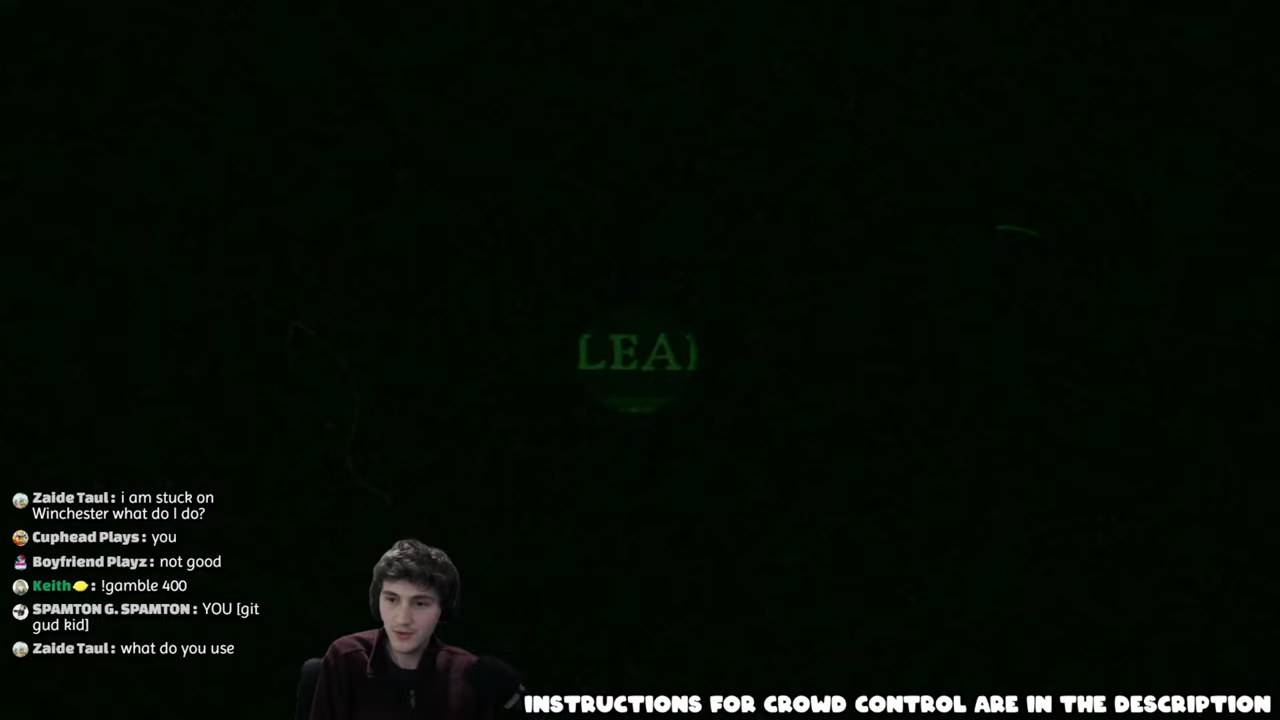 LEA
Zaide Taul : i am stuck on
Winchester what do I do?
Cuphead Plays : you
Boyfriend Playz : not good
Keith🍋 : !gamble 400
SPAMTON G. SPAMTON : YOU [git
gud kid]
Zaide Taul : what do you use
INSTRUCTIONS FOR CROWD CONTROL ARE IN THE DESCRIPTION